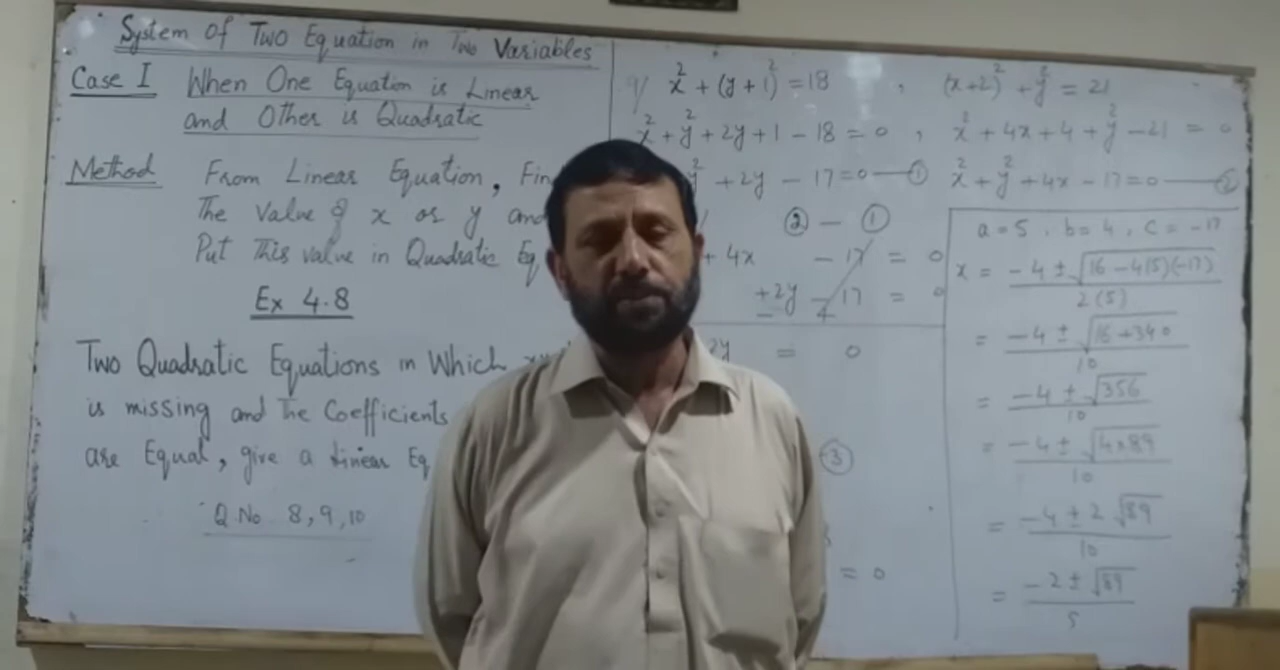 System of Two Equation in Two Variables
Case I When One Equation is Linear
and Other is Quadratic
Method From Linear Equation, Fin
The value of x or y and
Put This value in Quadratic Eq
Ex 4.8
Two Quadratic Equations in Which
is missing and The Coefficients
are Equal, give a Linear Eq
Q No 8, 9, 10
9/ x² + (y + 1)² = 18 , (x+2)² + y² = 21
x² + y² + 2y + 1 - 18 = 0 , x² + 4x + 4 + y² - 21 = 0
y² + 2y - 17 = 0 — ① x² + y² + 4x - 17 = 0 — ②
② - ①
+ 4x - 17 = 0
+2y - 17 = 0
2y = 0
③
= 0
a = 5 , b = 4 , c = -17
x = -4 ± √16 - 4(5)(-17) / 2(5)
= -4 ± √16 + 340 / 10
= -4 ± √356 / 10
= -4 ± √4×89 / 10
= -4 ± 2√89 / 10
= -2 ± √89 / 5